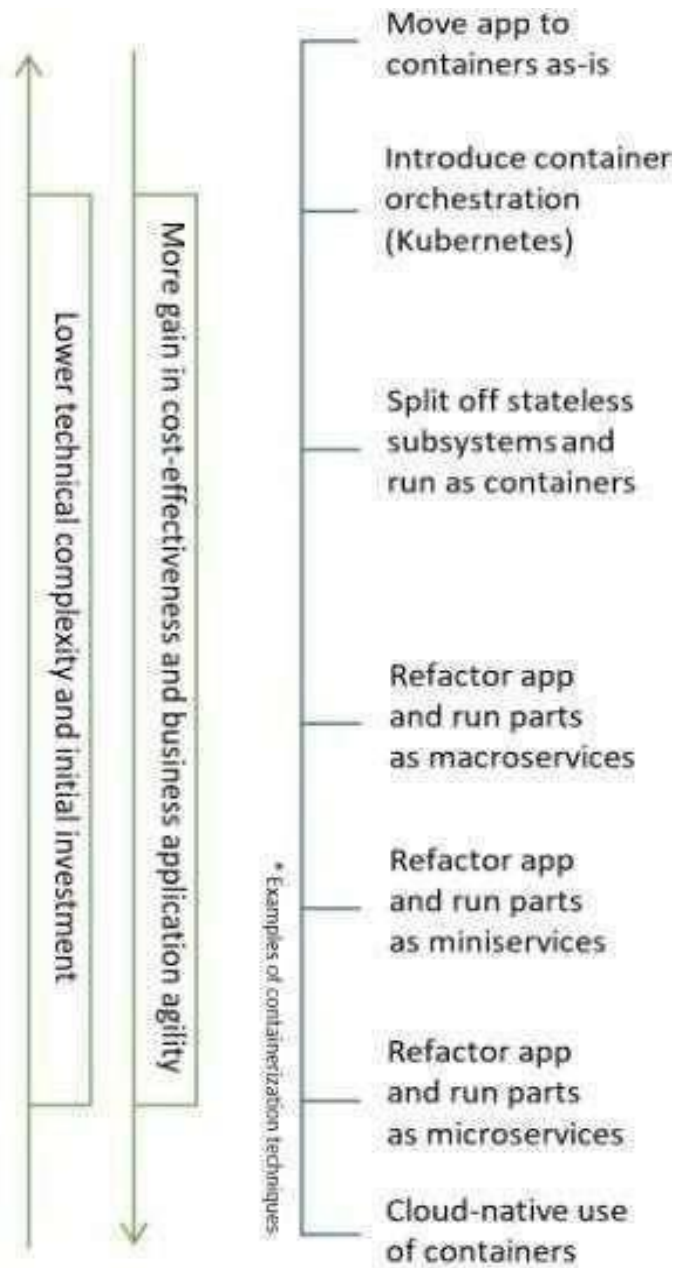 Move app to
containers as-is
Introduce container
orchestration
(Kubernetes)
Split off stateless
subsystems and
run as containers
Refactor app
and run parts
as macroservices
Refactor app
and run parts
as miniservices
Refactor app
and run parts
as microservices
Cloud-native use
of containers
Lower technical complexity and initial investment
More gain in cost-effectiveness and business application agility
* Examples of containerization techniques.